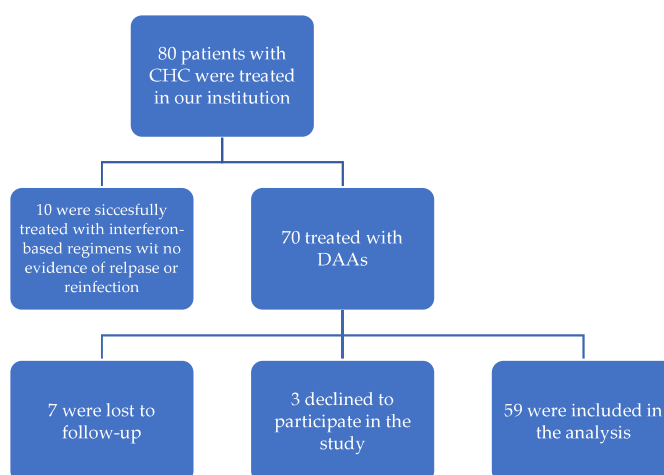 80 patients with
CHC were treated
in our institution
10 were siccesfully
treated with interferon-
based regimens wit no
evidence of relpase or
reinfection
70 treated with
DAAs
7 were lost to
follow-up
3 declined to
participate in the
study
59 were included in
the analysis